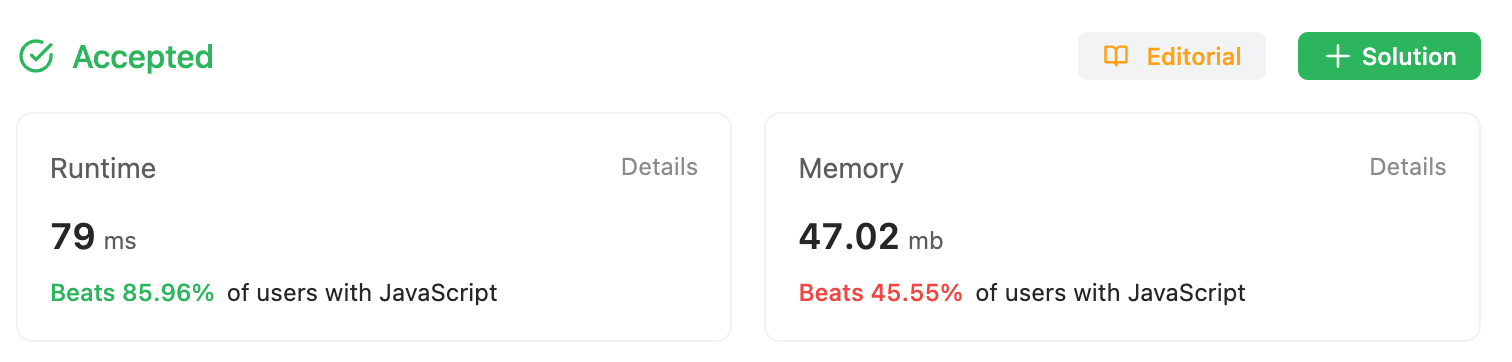 Accepted
Editorial
Solution
Runtime
Details
79 ms
Beats 85.96% of users with JavaScript
Memory
Details
47.02 mb
Beats 45.55% of users with JavaScript